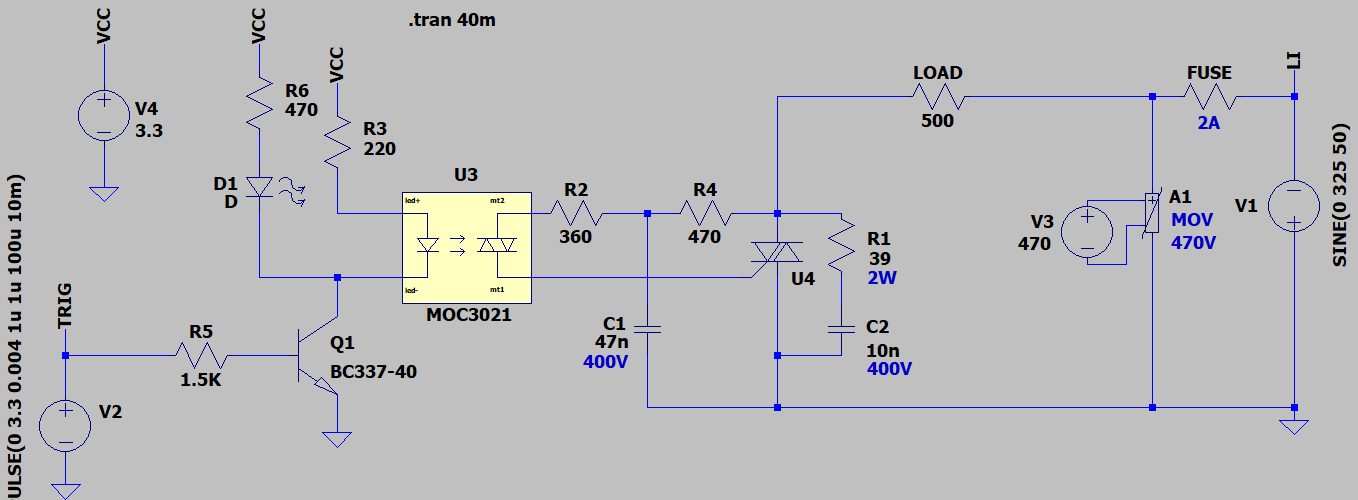 .tran 40m
VCC
V4
3.3
VCC
R6
470
D1
D
VCC
R3
220
U3
led+
mt2
led-
mt1
MOC3021
R2
360
R4
470
LOAD
500
FUSE
2A
LI
V1
SINE(0 325 50)
V3
470
A1
MOV
470V
R1
39
2W
U4
C1
47n
400V
C2
10n
400V
ULSE(0 3.3 0.004 1u 1u 100u 10m)
TRIG
V2
R5
1.5K
Q1
BC337-40